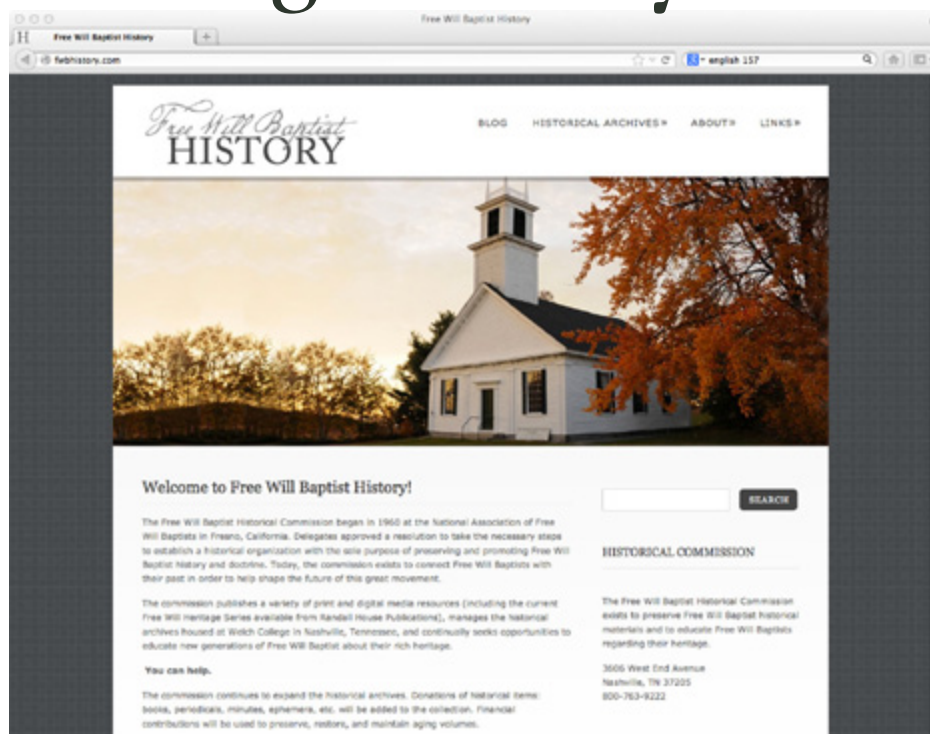 Free Will Baptist History
H Free Will Baptist History
fwbhistory.com english 157
Free Will Baptist
HISTORY
BLOG HISTORICAL ARCHIVES» ABOUT» LINKS»
Welcome to Free Will Baptist History!
The Free Will Baptist Historical Commission began in 1960 at the National Association of Free
Will Baptists in Fresno, California. Delegates approved a resolution to take the necessary steps
to establish a historical organization with the sole purpose of preserving and promoting Free Will
Baptist history and doctrine. Today, the commission exists to connect Free Will Baptists with
their past in order to help shape the future of this great movement.
The commission publishes a variety of print and digital media resources (including the current
Free Will Heritage Series available from Randall House Publications), manages the historical
archives housed at Welch College in Nashville, Tennessee, and continually seeks opportunities to
educate new generations of Free Will Baptist about their rich heritage.
You can help.
The commission continues to expand the historical archives. Donations of historical items:
books, periodicals, minutes, ephemera, etc. will be added to the collection. Financial
contributions will be used to preserve, restore, and maintain aging volumes.
SEARCH
HISTORICAL COMMISSION
The Free Will Baptist Historical Commission
exists to preserve Free Will Baptist historical
materials and to educate Free Will Baptists
regarding their heritage.
3606 West End Avenue
Nashville, TN 37205
800-763-9222